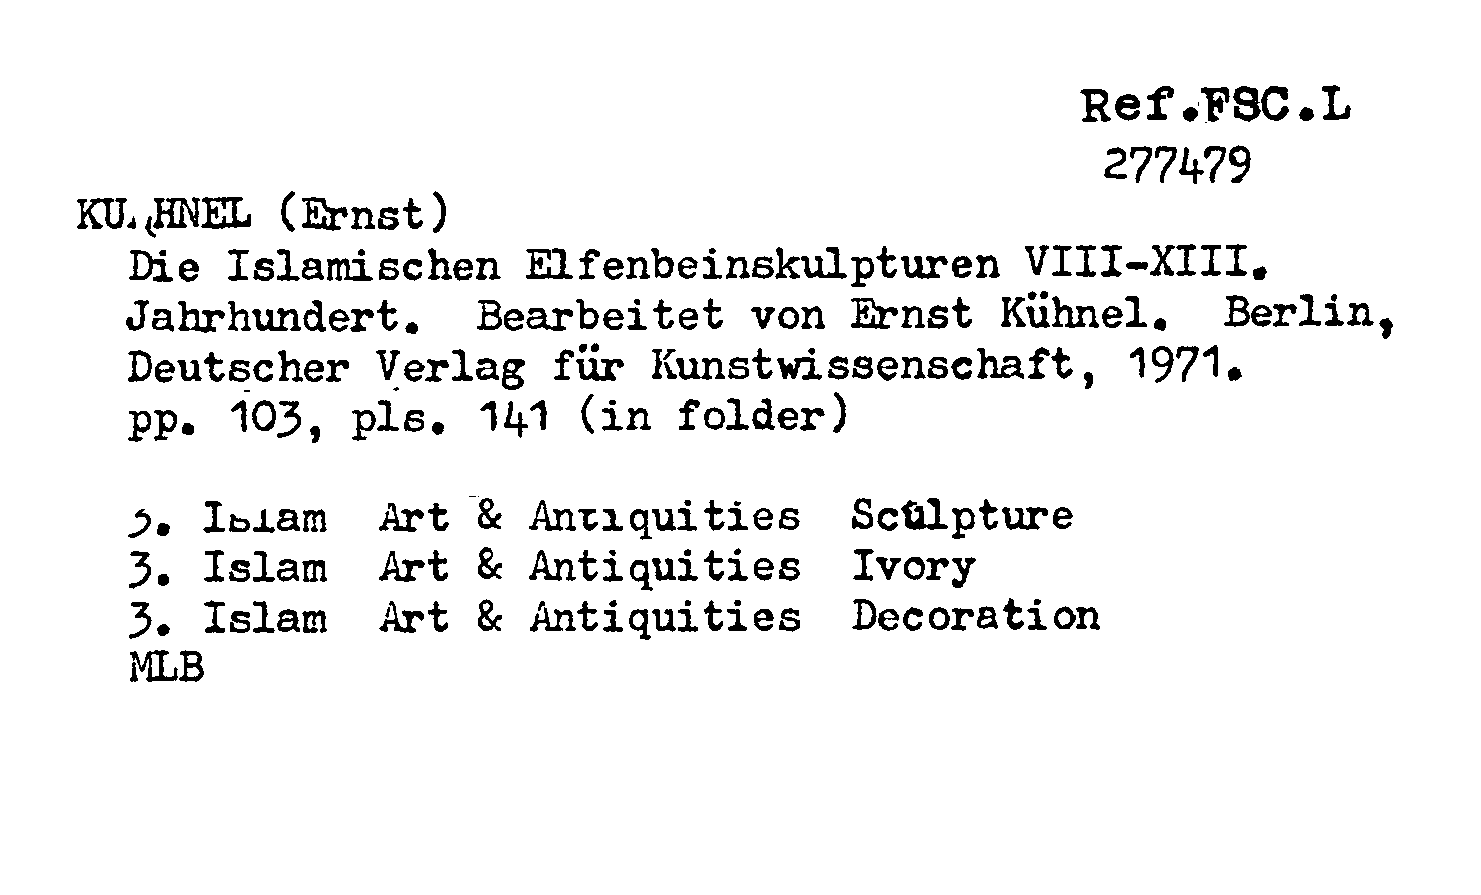 Ref.FSC.L
277479
KUEHNEL (Ernst)
Die Islamischen Elfenbeinskulpturen VIII-XIII.
Jahrhundert. Bearbeitet von Ernst Kühnel. Berlin,
Deutscher Verlag für Kunstwissenschaft, 1971.
pp. 103, pls. 141 (in folder)
3. Islam Art & Antiquities Sculpture
3. Islam Art & Antiquities Ivory
3. Islam Art & Antiquities Decoration
MLB